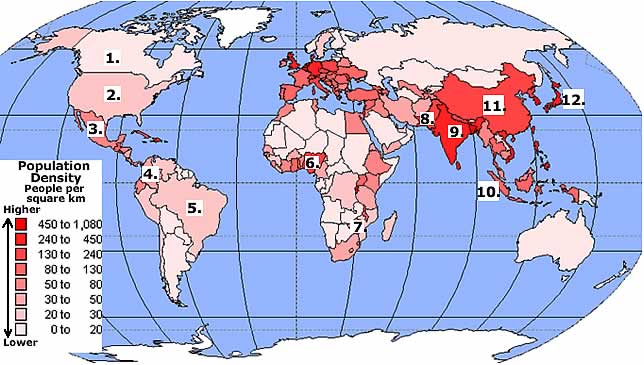 1.
2.
3.
4.
5.
6.
7.
8.
9.
10.
11.
12.
Population
Density
People per
square km
Higher
450 to 1,080
240 to 450
130 to 240
80 to 130
50 to 80
30 to 50
20 to 30
0 to 20
Lower